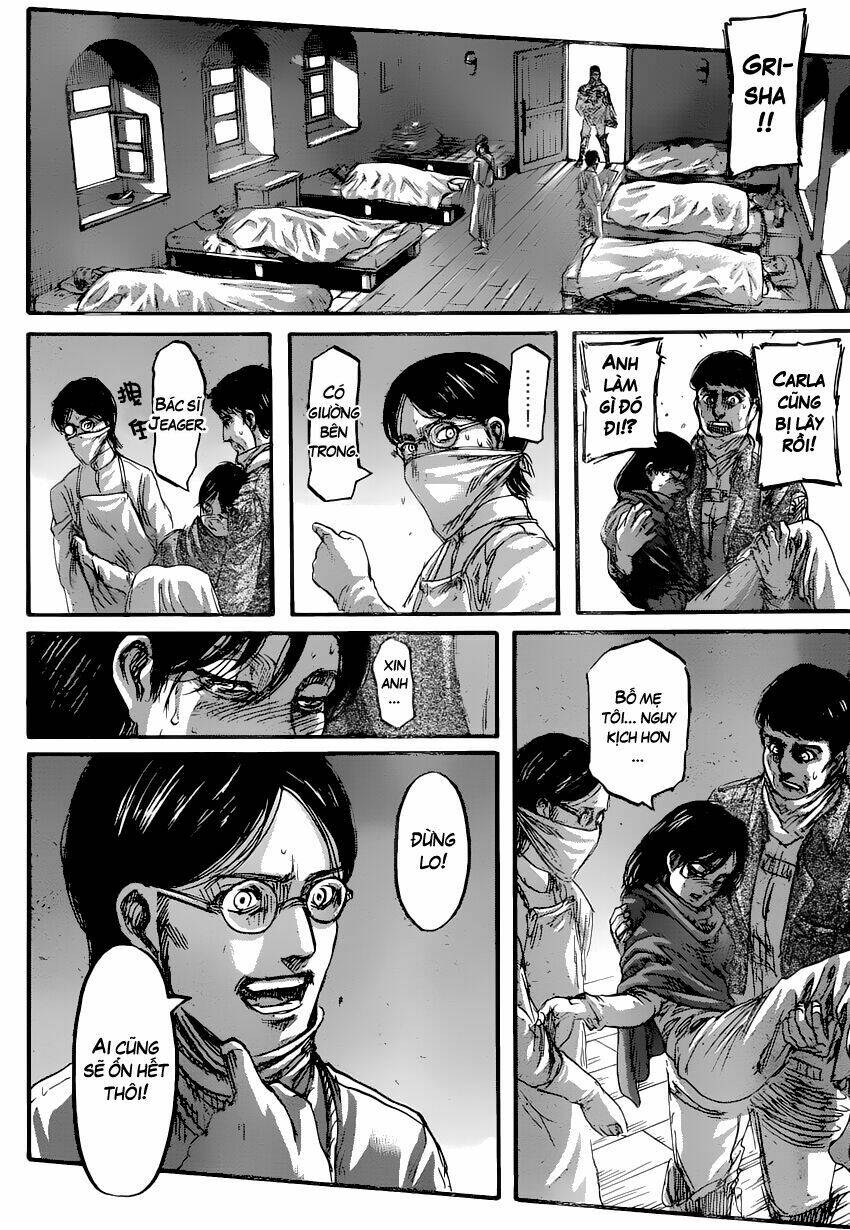 GRI-
SHA
!!
CARLA
CŨNG
BỊ LÂY
RỒI!
ANH
LÀM
GÌ ĐÓ
ĐI!?
......
CÓ
GIƯỜNG
BÊN
TRONG.
BÁC SĨ
JEAGER.
BỐ MẸ
TÔI... NGUY
KỊCH HƠN
...
XIN
ANH
...
ĐỪNG
LO!
AI CŨNG
SẼ ỔN HẾT
THÔI!